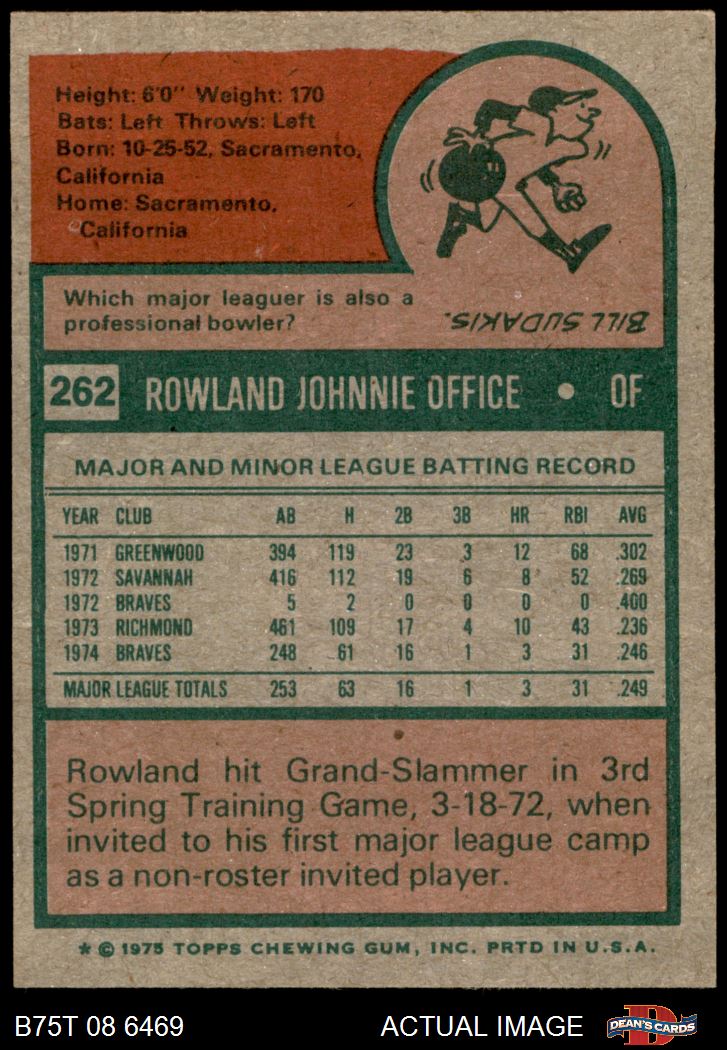 Height: 6'0" Weight: 170
Bats: Left Throws: Left
Born: 10-25-52, Sacramento,
California
Home: Sacramento,
California
Which major leaguer is also a
professional bowler?
BILL SUDAKIS.
262 ROWLAND JOHNNIE OFFICE • OF
MAJOR AND MINOR LEAGUE BATTING RECORD
YEAR CLUB AB H 2B 3B HR RBI AVG
1971 GREENWOOD 394 119 23 3 12 68 .302
1972 SAVANNAH 416 112 19 6 8 52 .269
1972 BRAVES 5 2 0 0 0 0 .400
1973 RICHMOND 461 109 17 4 10 43 .236
1974 BRAVES 248 61 16 1 3 31 .246
MAJOR LEAGUE TOTALS 253 63 16 1 3 31 .249
Rowland hit Grand-Slammer in 3rd
Spring Training Game, 3-18-72, when
invited to his first major league camp
as a non-roster invited player.
* © 1975 TOPPS CHEWING GUM, INC. PRTD IN U.S.A.
B75T 08 6469 ACTUAL IMAGE DEAN'S CARDS